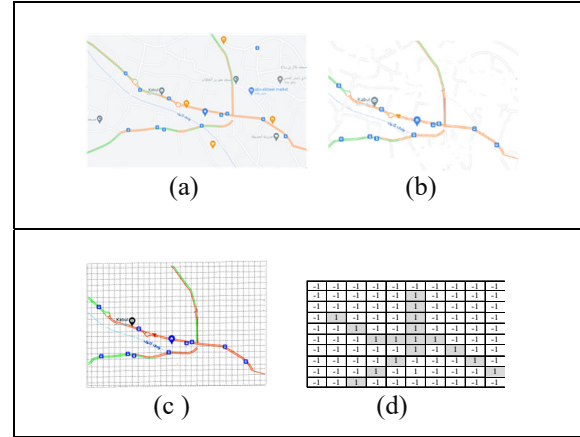 Kabul
(a)
Kabul
(b)
Kabul
(c)
-1 -1 -1 -1 -1 -1 -1 -1 -1 -1
-1 -1 -1 -1 -1 1 -1 -1 -1 -1
-1 -1 -1 -1 -1 1 -1 -1 -1 -1
-1 1 -1 -1 -1 1 -1 -1 -1 -1
-1 -1 1 -1 -1 1 -1 -1 -1 -1
-1 -1 -1 1 1 1 1 -1 -1 -1
-1 -1 -1 -1 -1 1 -1 1 -1 -1
-1 -1 -1 -1 1 -1 -1 -1 1 -1
-1 -1 -1 1 -1 1 -1 -1 -1 1
-1 -1 1 -1 -1 -1 -1 -1 -1 -1
(d)